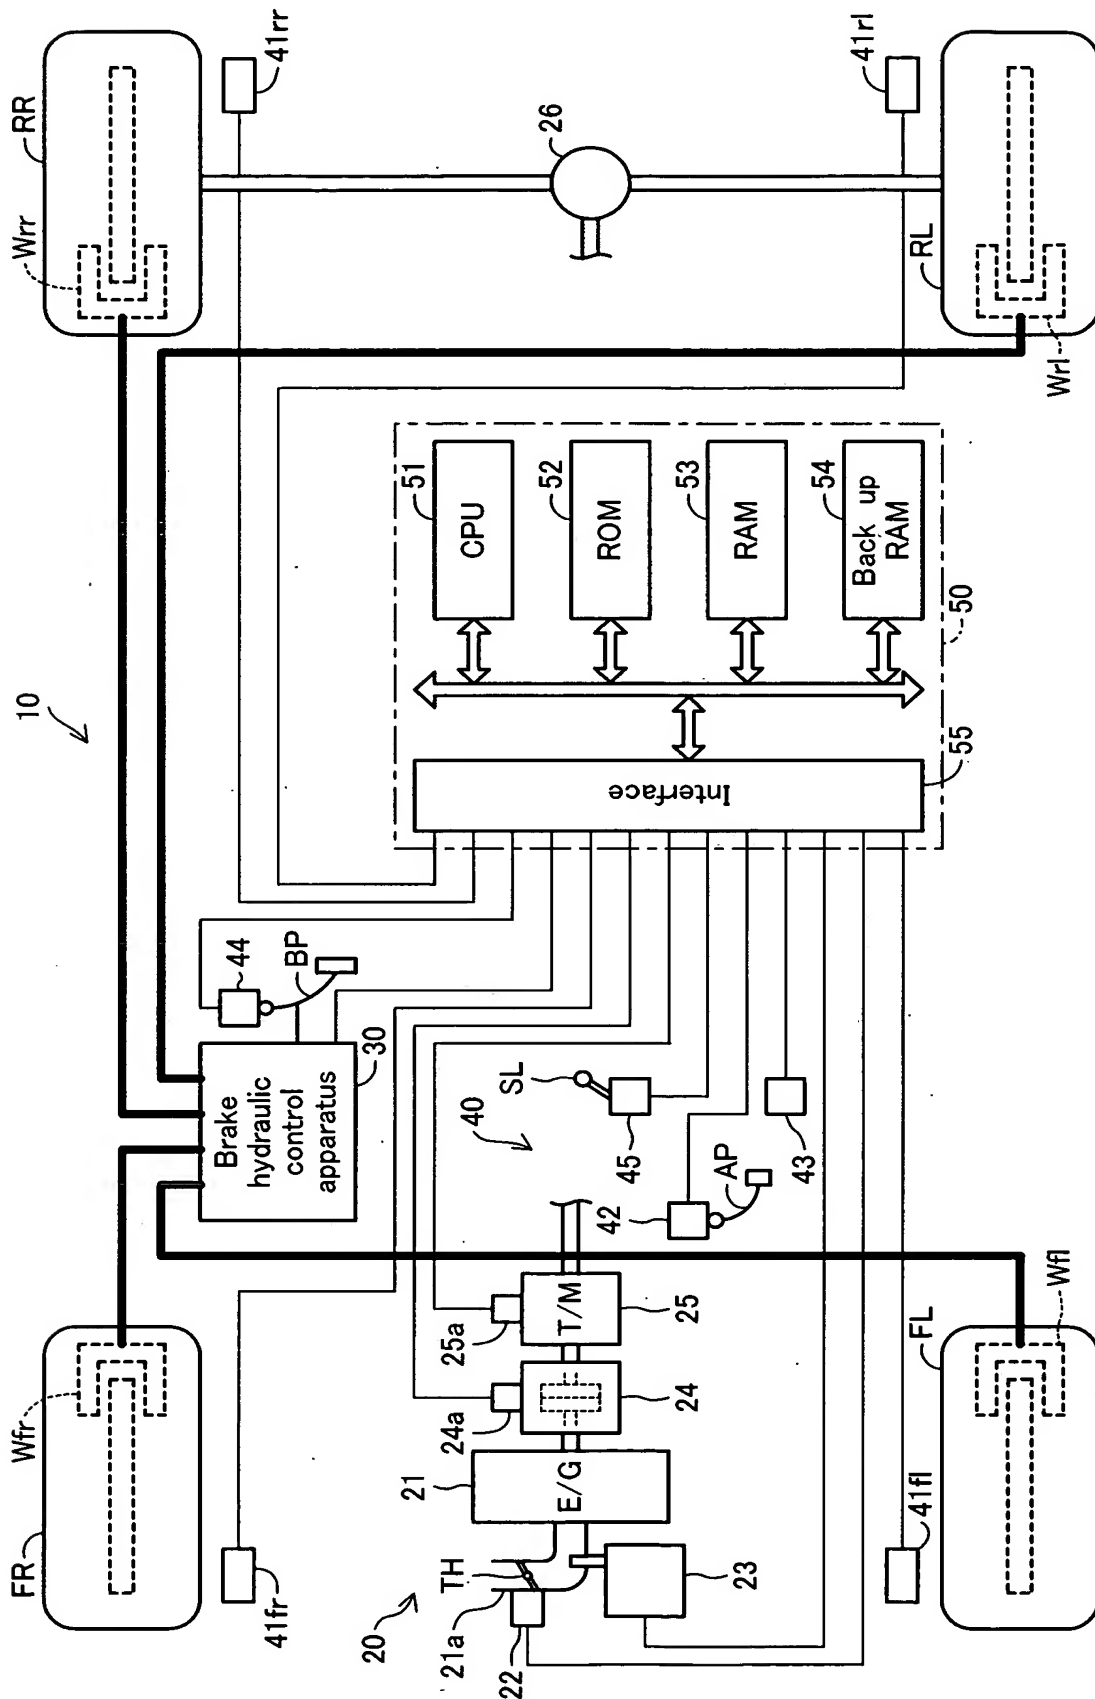 10
FR
Wfr
41fr
RR
Wrr
41rr
Brake
hydraulic
control
apparatus
30
44
BP
20
21a
TH
22
23
21
E/G
24a
24
25a
T/M
25
40
SL
45
42
AP
43
26
51
CPU
52
ROM
53
RAM
54
Back up
RAM
50
Interface
55
41fl
FL
Wfl
41rl
RL
Wrl